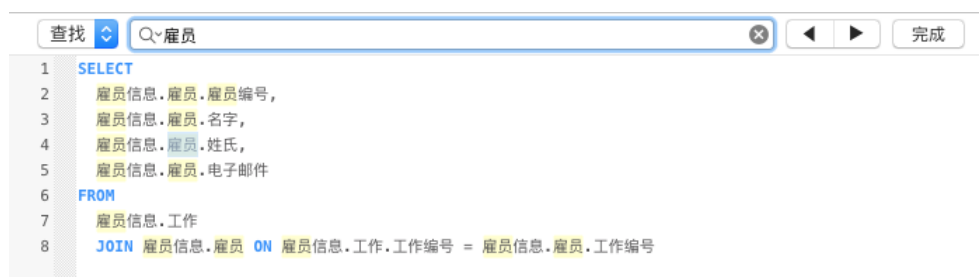 查找 雇员 完成
1 SELECT
2 雇员信息.雇员.雇员编号,
3 雇员信息.雇员.名字,
4 雇员信息.雇员.姓氏,
5 雇员信息.雇员.电子邮件
6 FROM
7 雇员信息.工作
8 JOIN 雇员信息.雇员 ON 雇员信息.工作.工作编号 = 雇员信息.雇员.工作编号